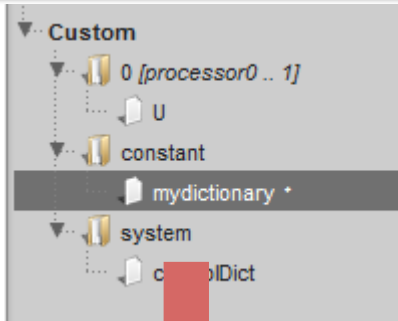 Custom
0 [processor0 .. 1]
U
constant
mydictionary *
system